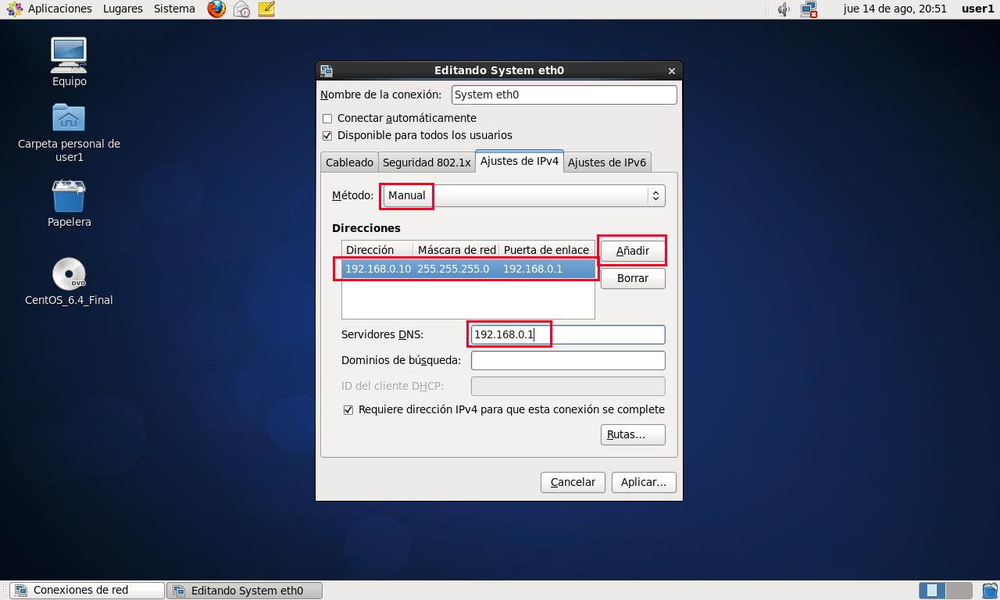 Aplicaciones Lugares Sistema jue 14 de ago, 20:51 user1
Equipo
Carpeta personal de
user1
Papelera
DVD
CentOS_6.4_Final
Editando System eth0
Nombre de la conexión: System eth0
Conectar automáticamente
Disponible para todos los usuarios
Cableado Seguridad 802.1x Ajustes de IPv4 Ajustes de IPv6
Método: Manual
Direcciones
Dirección Máscara de red Puerta de enlace Añadir
192.168.0.10 255.255.255.0 192.168.0.1
Borrar
Servidores DNS: 192.168.0.1
Dominios de búsqueda:
ID del cliente DHCP:
Requiere dirección IPv4 para que esta conexión se complete
Rutas...
Cancelar Aplicar...
Conexiones de red Editando System eth0